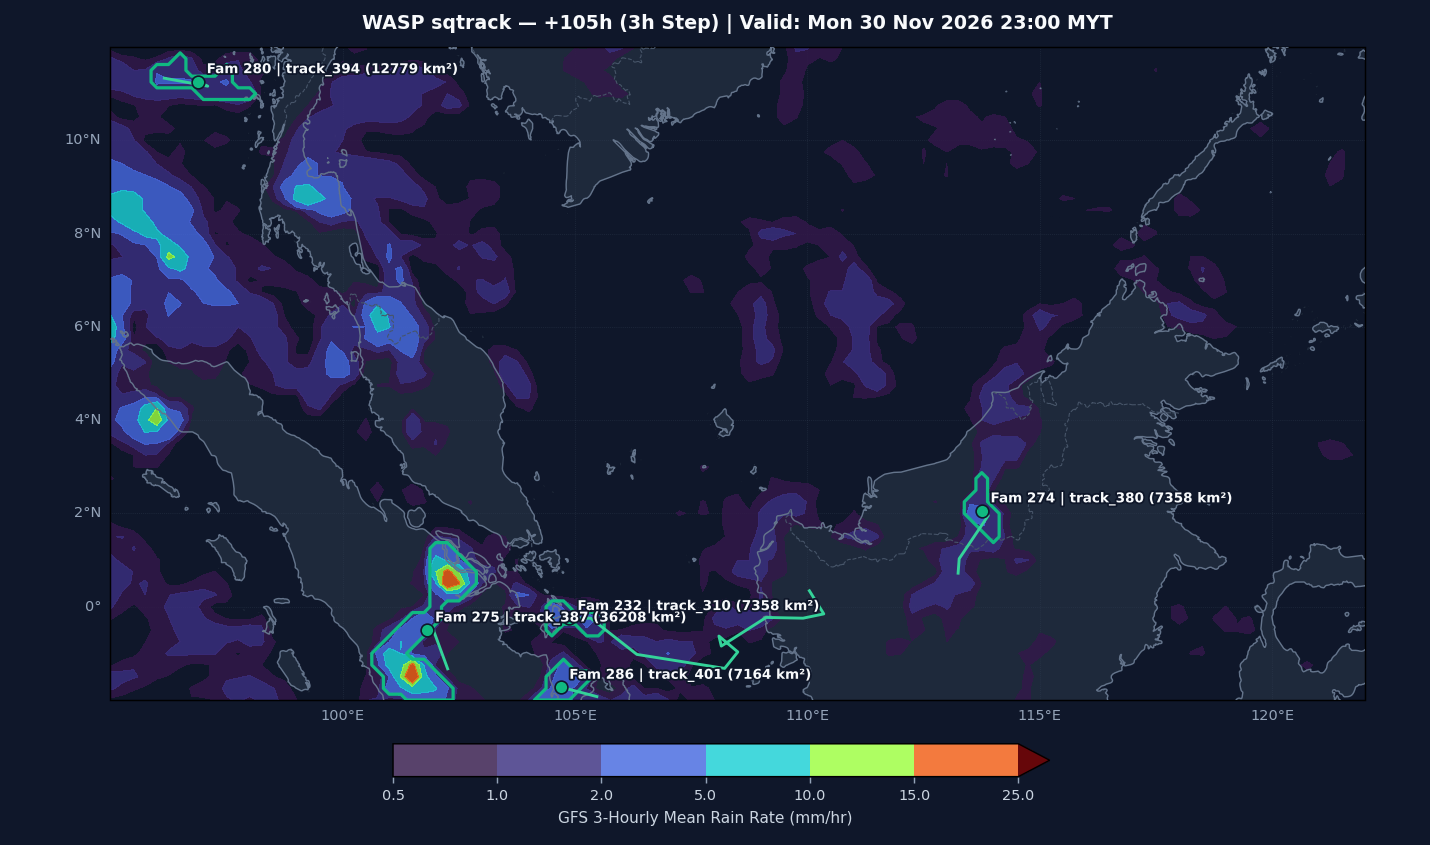 WASP sqtrack — +105h (3h Step) | Valid: Mon 30 Nov 2026 23:00 MYT
Fam 280 | track_394 (12779 km²)
10°N
8°N
6°N
4°N
Fam 274 | track_380 (7358 km²)
2°N
0°
Fam 232 | track_310 (7358 km²)
Fam 275 | track_387 (36208 km²)
Fam 286 | track_401 (7164 km²)
100°E 105°E 110°E 115°E 120°E
0.5 1.0 2.0 5.0 10.0 15.0 25.0
GFS 3-Hourly Mean Rain Rate (mm/hr)